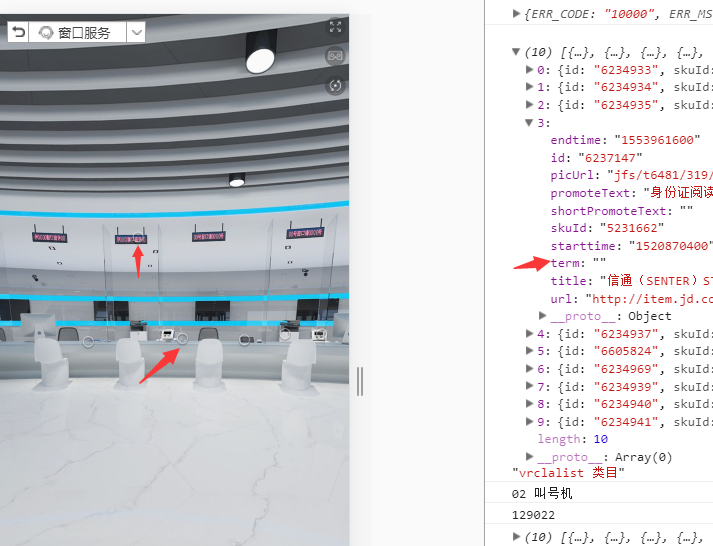 窗口服务
{ERR_CODE: "10000", ERR_MS
(10) [{…}, {…}, {…}, {…},
0: {id: "6234933", skuId:
1: {id: "6234934", skuId:
2: {id: "6234935", skuId:
3:
endtime: "1553961600"
id: "6237147"
picUrl: "jfs/t6481/319/
promoteText: "身份证阅读
shortPromoteText: ""
skuId: "5231662"
starttime: "1520870400"
term: ""
title: "信通（SENTER）ST
url: "http://item.jd.co
__proto__: Object
4: {id: "6234937", skuId:
5: {id: "6605824", skuId:
6: {id: "6234969", skuId:
7: {id: "6234939", skuId:
8: {id: "6234940", skuId:
9: {id: "6234941", skuId:
length: 10
__proto__: Array(0)
"vrclalist 类目"
02 叫号机
129022
(10) [{…}, {…}, {…}, {…},